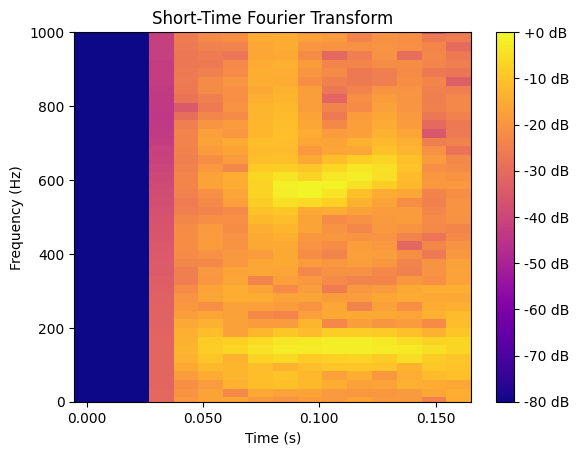 Short-Time Fourier Transform
Frequency (Hz)
1000
800
600
400
200
0
0.000
0.050
0.100
0.150
Time (s)
+0 dB
-10 dB
-20 dB
-30 dB
-40 dB
-50 dB
-60 dB
-70 dB
-80 dB